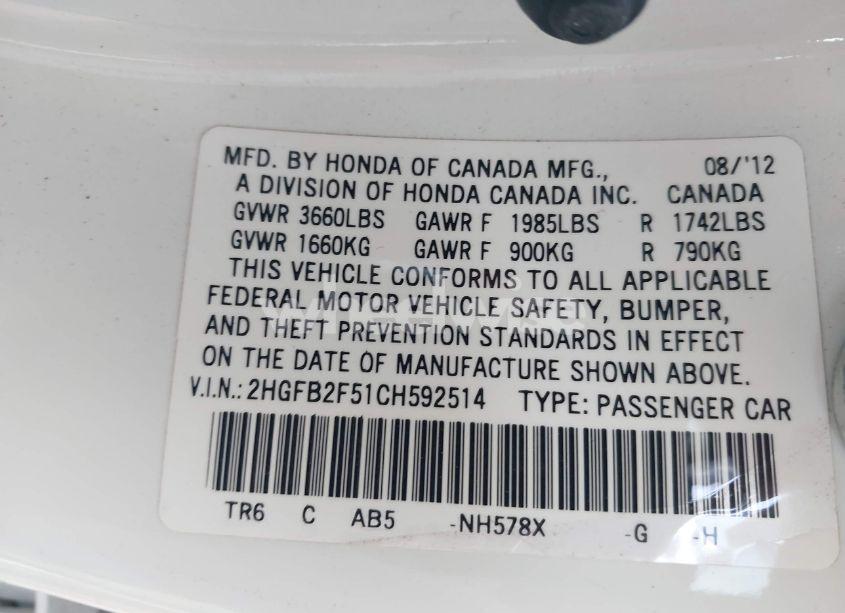 MFD. BY HONDA OF CANADA MFG., 08/'12
A DIVISION OF HONDA CANADA INC. CANADA
GVWR 3660LBS GAWR F 1985LBS R 1742LBS
GVWR 1660KG GAWR F 900KG R 790KG
THIS VEHICLE CONFORMS TO ALL APPLICABLE
FEDERAL MOTOR VEHICLE SAFETY, BUMPER,
AND THEFT PREVENTION STANDARDS IN EFFECT
ON THE DATE OF MANUFACTURE SHOWN ABOVE.
V.I.N.: 2HGFB2F51CH592514 TYPE: PASSENGER CAR
TR6 C AB5 -NH578X -G -H